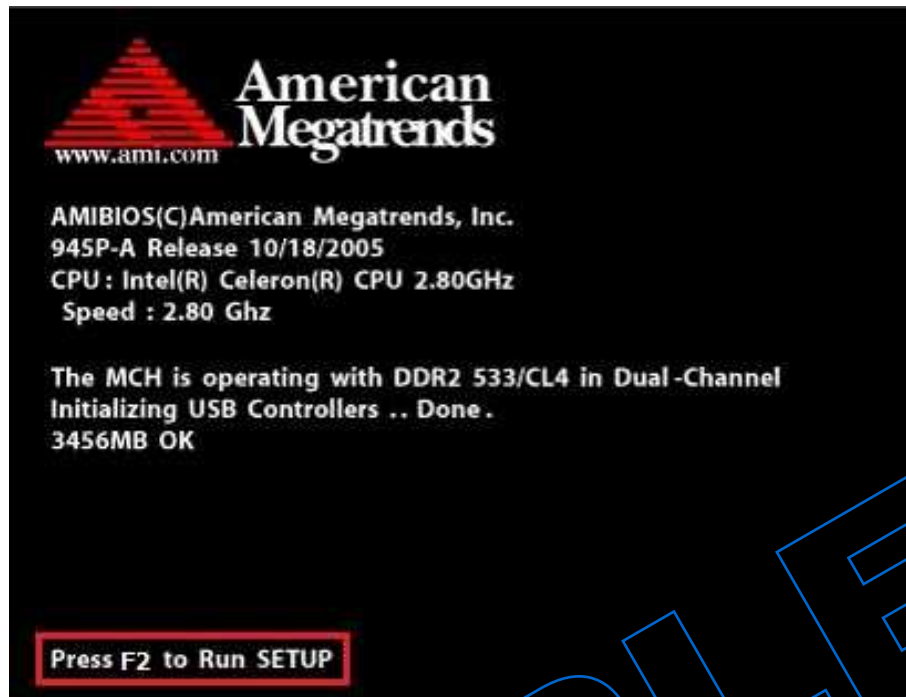 American
Megatrends
www.ami.com
AMIBIOS(C)American Megatrends, Inc.
945P-A Release 10/18/2005
CPU : Intel(R) Celeron(R) CPU 2.80GHz
Speed : 2.80 Ghz
The MCH is operating with DDR2 533/CL4 in Dual-Channel
Initializing USB Controllers .. Done.
3456MB OK
Press F2 to Run SETUP